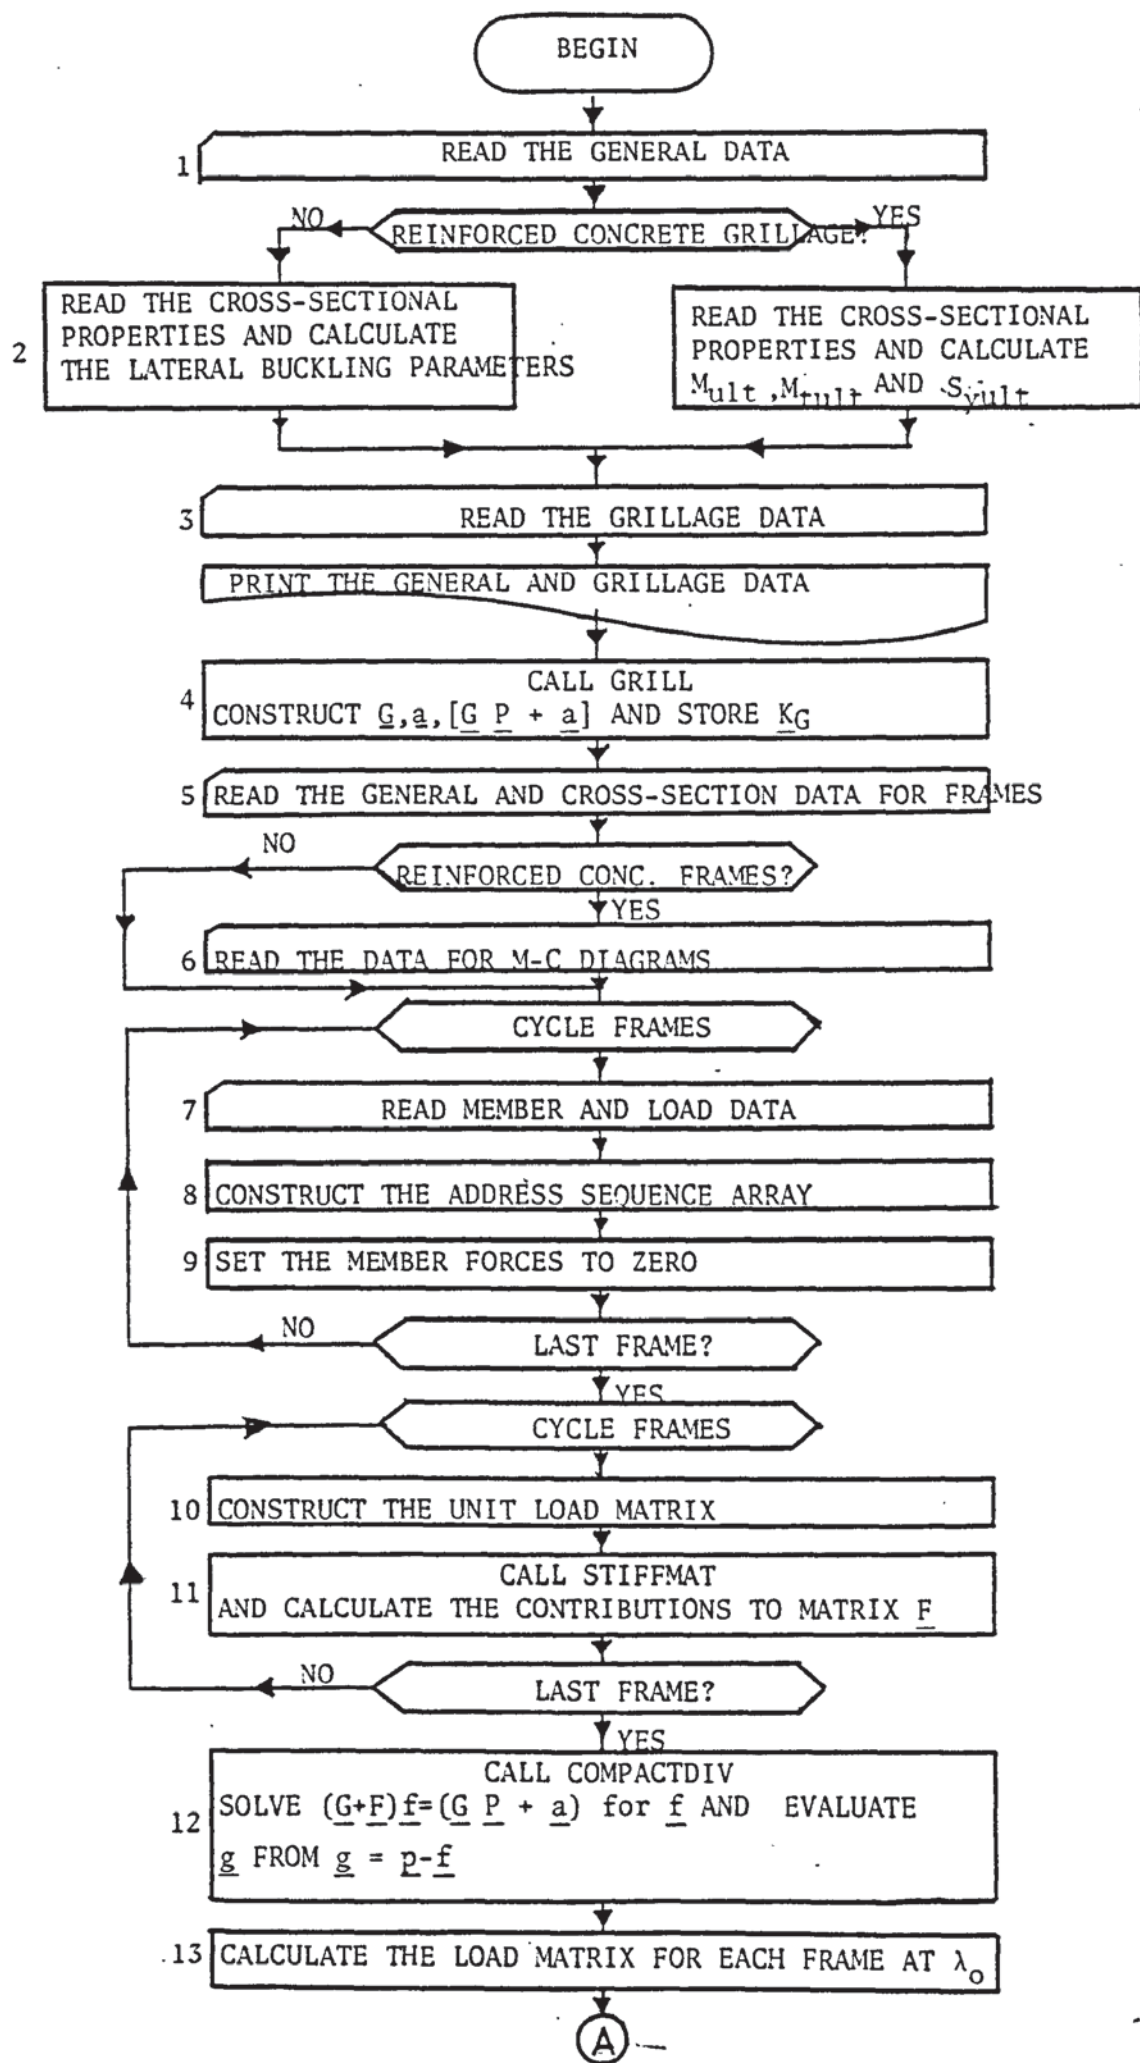 BEGIN
1 READ THE GENERAL DATA
NO REINFORCED CONCRETE GRILLAGE? YES
2
READ THE CROSS-SECTIONAL
PROPERTIES AND CALCULATE
THE LATERAL BUCKLING PARAMETERS
READ THE CROSS-SECTIONAL
PROPERTIES AND CALCULATE
Mult ,Mtult AND Syult
3 READ THE GRILLAGE DATA
PRINT THE GENERAL AND GRILLAGE DATA
4
CALL GRILL
CONSTRUCT G,a,[G P + a] AND STORE KG
5 READ THE GENERAL AND CROSS-SECTION DATA FOR FRAMES
NO
REINFORCED CONC. FRAMES?
YES
6 READ THE DATA FOR M-C DIAGRAMS
CYCLE FRAMES
7 READ MEMBER AND LOAD DATA
8 CONSTRUCT THE ADDRESS SEQUENCE ARRAY
9 SET THE MEMBER FORCES TO ZERO
NO LAST FRAME?
YES
CYCLE FRAMES
10 CONSTRUCT THE UNIT LOAD MATRIX
11
CALL STIFFMAT
AND CALCULATE THE CONTRIBUTIONS TO MATRIX F
NO LAST FRAME?
YES
12
CALL COMPACTDIV
SOLVE (G+F)f=(G P + a) for f AND EVALUATE
g FROM g = p-f
13 CALCULATE THE LOAD MATRIX FOR EACH FRAME AT λo
A